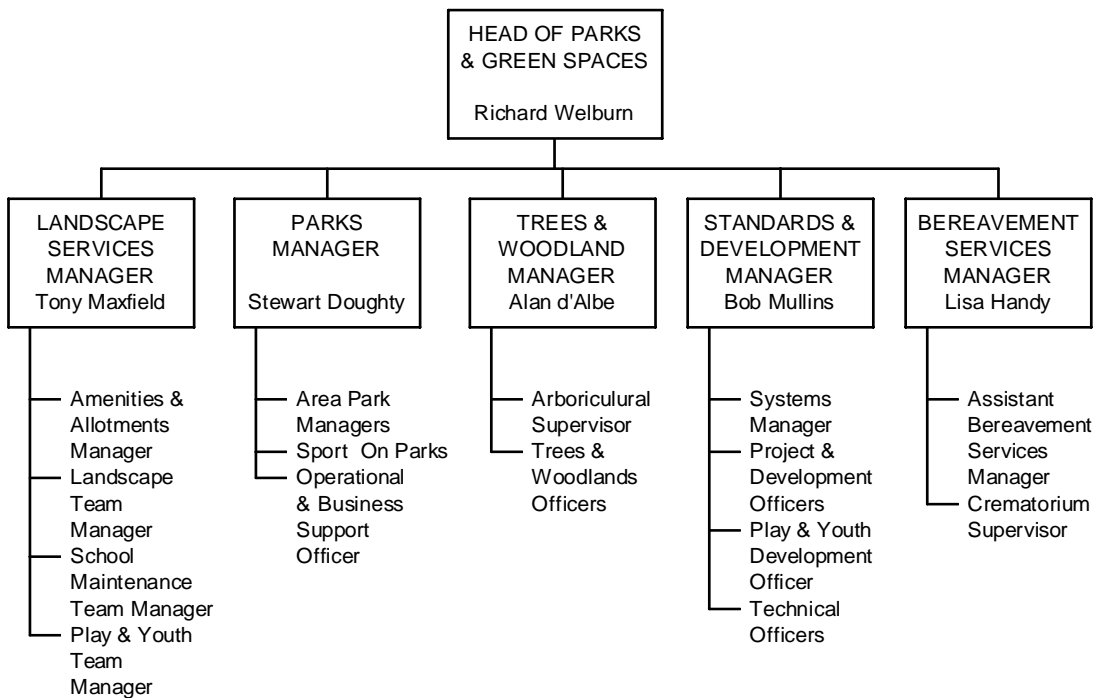 HEAD OF PARKS
& GREEN SPACES
Richard Welburn
LANDSCAPE
SERVICES
MANAGER
Tony Maxfield
PARKS
MANAGER
Stewart Doughty
TREES &
WOODLAND
MANAGER
Alan d'Albe
STANDARDS &
DEVELOPMENT
MANAGER
Bob Mullins
BEREAVEMENT
SERVICES
MANAGER
Lisa Handy
Amenities &
Allotments
Manager
Landscape
Team
Manager
School
Maintenance
Team Manager
Play & Youth
Team
Manager
Area Park
Managers
Sport On Parks
Operational
& Business
Support
Officer
Arboriculural
Supervisor
Trees &
Woodlands
Officers
Systems
Manager
Project &
Development
Officers
Play & Youth
Development
Officer
Technical
Officers
Assistant
Bereavement
Services
Manager
Crematorium
Supervisor